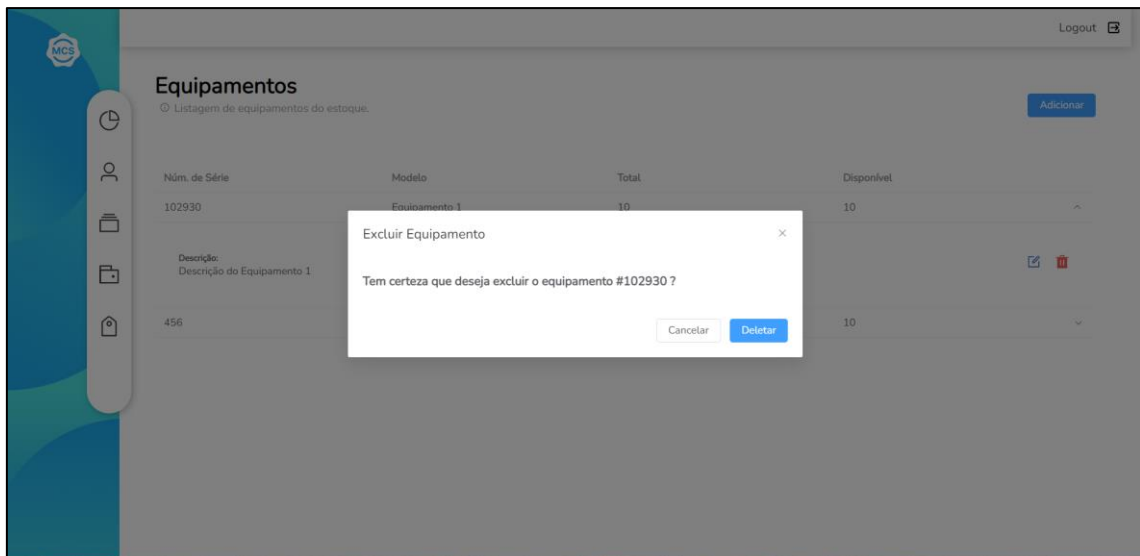 MCS
Logout
Equipamentos
Listagem de equipamentos do estoque.
Adicionar
Núm. de Série Modelo Total Disponível
102930 Equipamento 1 10 10
Excluir Equipamento
Descrição:
Descrição do Equipamento 1
Tem certeza que deseja excluir o equipamento #102930 ?
456 10
Cancelar Deletar